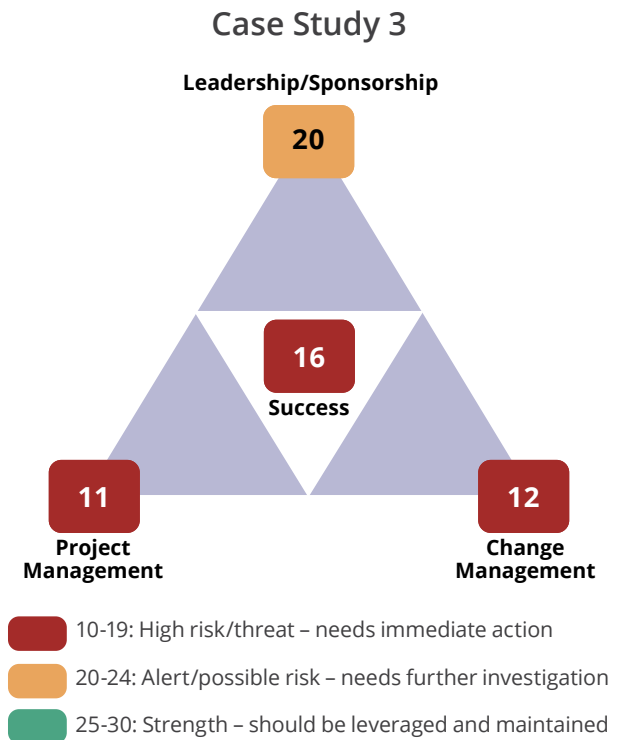 Case Study 3
Leadership/Sponsorship
20
16
Success
11
Project
Management
12
Change
Management
10-19: High risk/threat – needs immediate action
20-24: Alert/possible risk – needs further investigation
25-30: Strength – should be leveraged and maintained